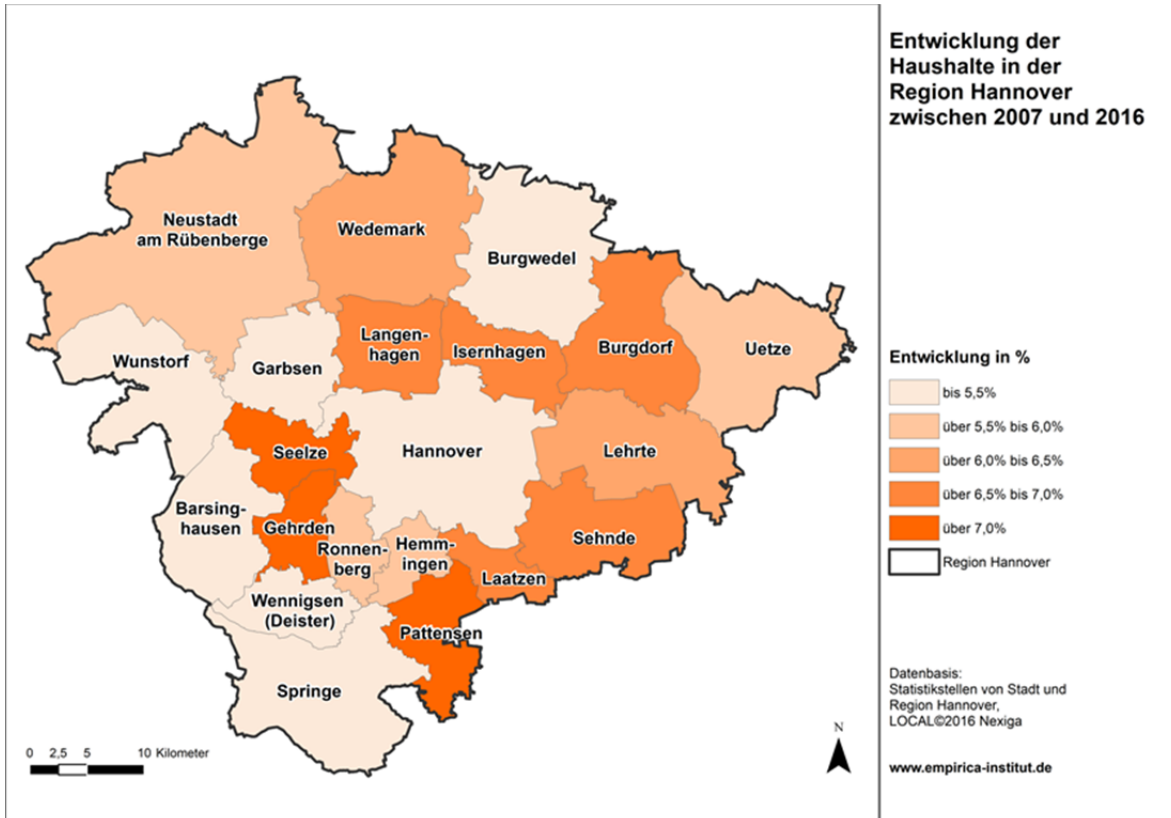 Entwicklung der
Haushalte in der
Region Hannover
zwischen 2007 und 2016
Neustadt
am Rübenberge
Wedemark
Burgwedel
Langen-
hagen
Isernhagen
Burgdorf
Uetze
Wunstorf
Garbsen
Seelze
Hannover
Lehrte
Barsing-
hausen
Gehrden
Ronnen-
berg
Hemm-
ingen
Laatzen
Sehnde
Wennigsen
(Deister)
Pattensen
Springe
Entwicklung in %
bis 5,5%
über 5,5% bis 6,0%
über 6,0% bis 6,5%
über 6,5% bis 7,0%
über 7,0%
Region Hannover
0 2,5 5 10 Kilometer
N
Datenbasis:
Statistikstellen von Stadt und
Region Hannover,
LOCAL©2016 Nexiga
www.empirica-institut.de